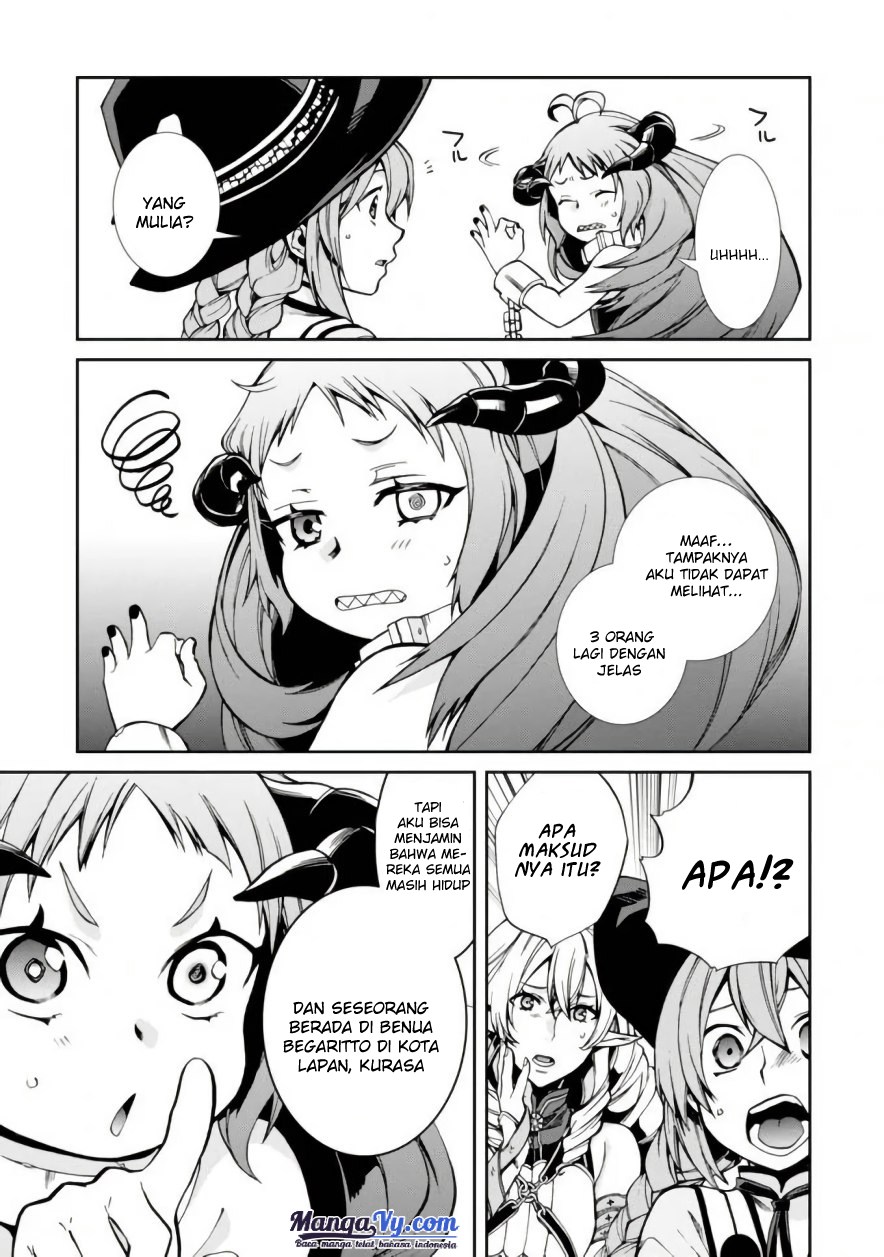 フル
フル
UHHHH...
YANG
MULIA?
MAAF...
TAMPAKNYA
AKU TIDAK DAPAT
MELIHAT...
3 ORANG
LAGI DENGAN
JELAS
APA!?
APA
MAKSUD
NYA ITU?
TAPI
AKU BISA
MENJAMIN
BAHWA ME-
REKA SEMUA
MASIH HIDUP
DAN SESEORANG
BERADA DI BENUA
BEGARITTO DI KOTA
LAPAN, KURASA
MangaVy.com
Baca manga telat bahasa indonesia